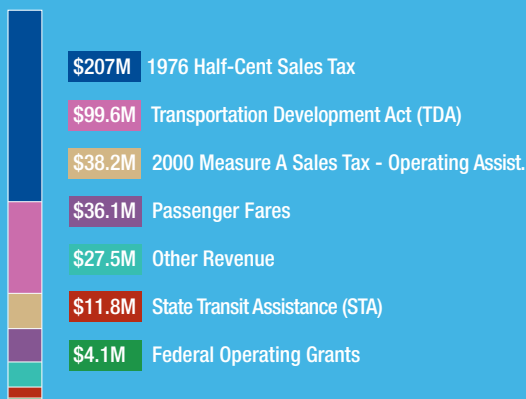 $207M 1976 Half-Cent Sales Tax
$99.6M Transportation Development Act (TDA)
$38.2M 2000 Measure A Sales Tax - Operating Assist.
$36.1M Passenger Fares
$27.5M Other Revenue
$11.8M State Transit Assistance (STA)
$4.1M Federal Operating Grants